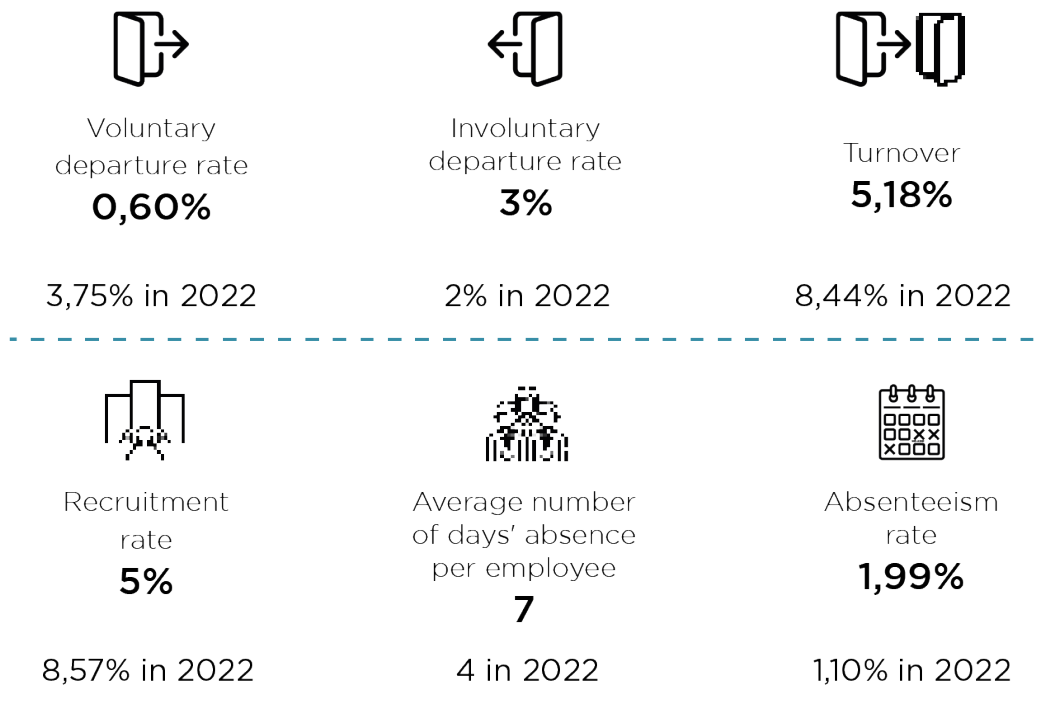 Voluntary
departure rate
0,60%
3,75% in 2022
Involuntary
departure rate
3%
2% in 2022
Turnover
5,18%
8,44% in 2022
Recruitment
rate
5%
8,57% in 2022
Average number
of days' absence
per employee
7
4 in 2022
Absenteeism
rate
1,99%
1,10% in 2022